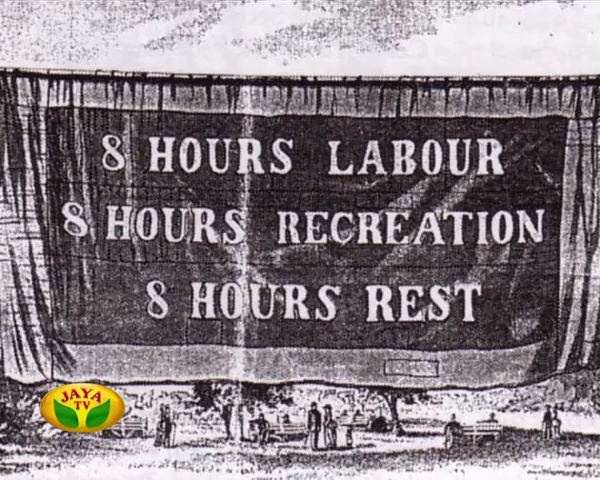 8 HOURS LABOUR
8 HOURS RECREATION
8 HOURS REST
JAYA
TV